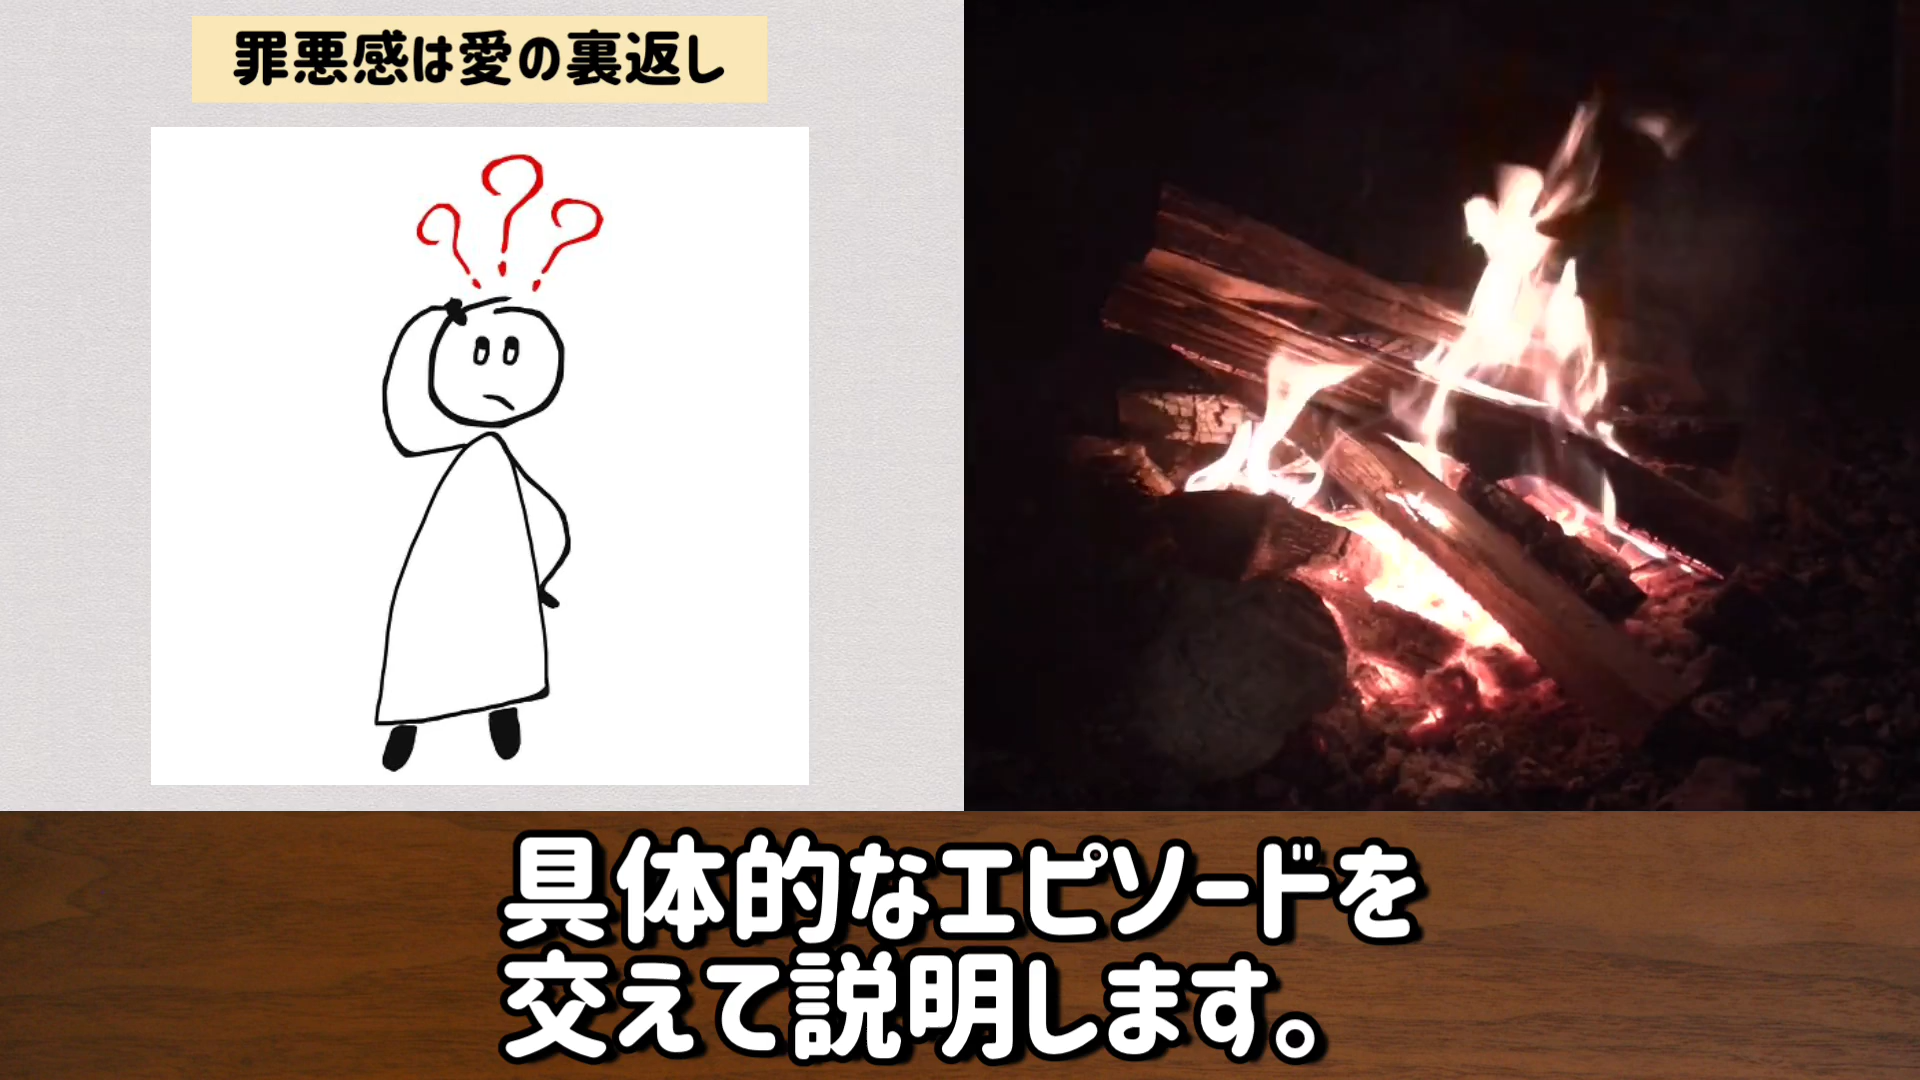 罪悪感は愛の裏返し
具体的なエピソードを
交えて説明します。